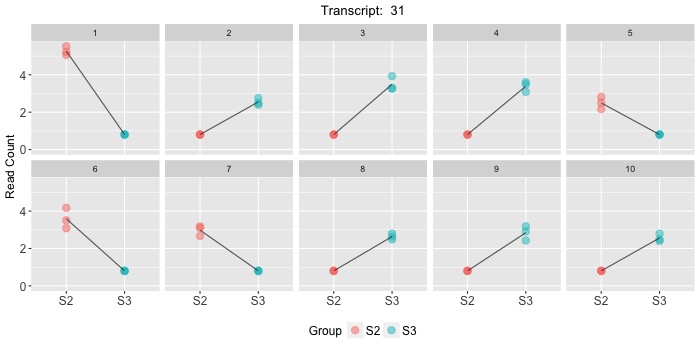 Transcript:  31
1 2 3 4 5
4
2
0
6 7 8 9 10
4
2
0
Read Count
S2 S3 S2 S3 S2 S3 S2 S3 S2 S3
Group S2 S3